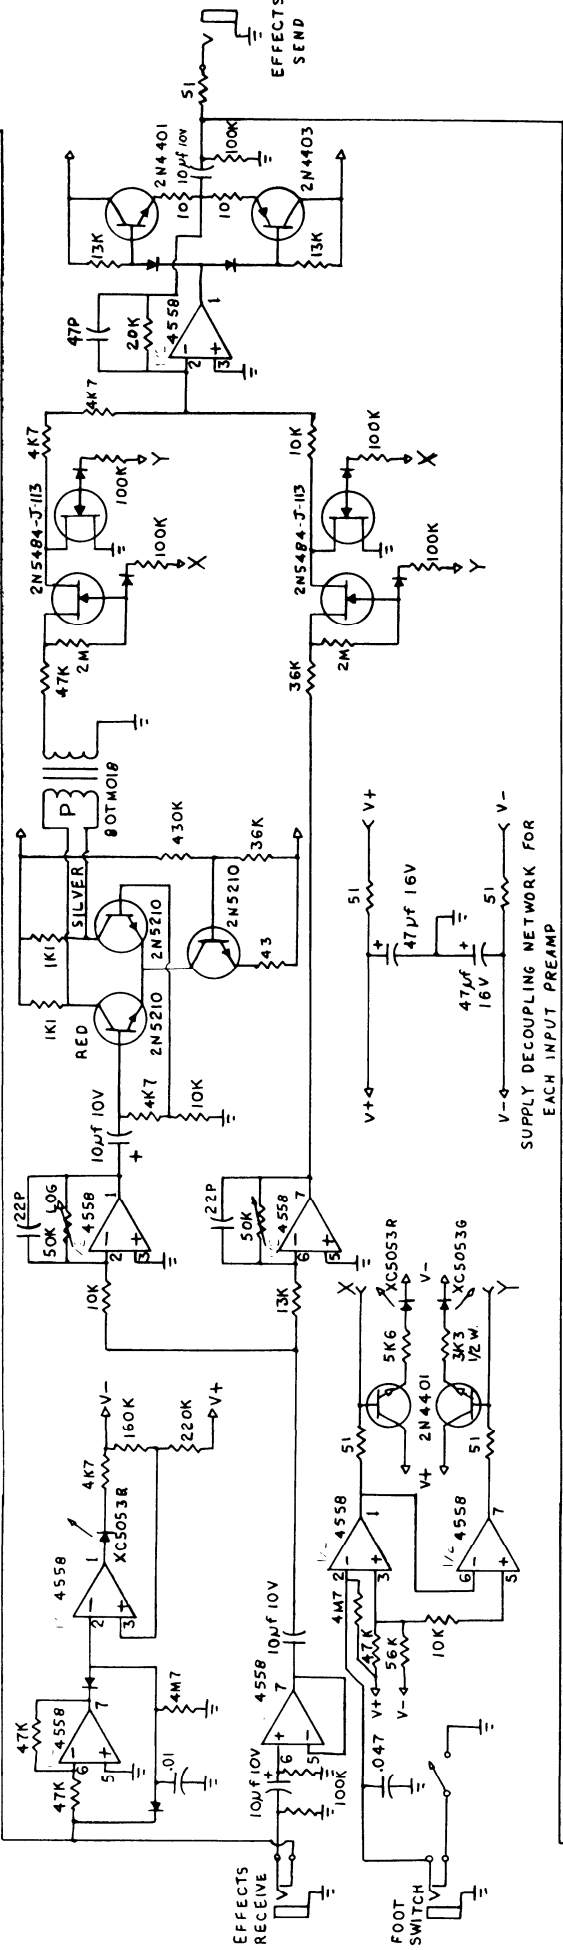 EFFECTS
SEND
51
100K
10µf 10V
2N4401
10
10
2N4403
13K
13K
47P
20K
4558
2
3
1
4K7
4K7
10K
100K
Y
100K
X
2N5484-J-113
2M
47K
100K
X
100K
Y
2N5484-J-113
2M
36K
80TM018
P
SILVER
RED
1K1
1K1
2N5210
2N5210
430K
36K
2N5210
43
10µf 10V
+
4K7
10K
22P
50K LOG
4558
2
3
1
10K
22P
50K
4558
6
5
7
13K
V+
51
V+
+
47µf 16V
+
47µf
16V
V-
51
V-
SUPPLY DECOUPLING NETWORK FOR
EACH INPUT PREAMP
V-
4K7
160K
220K
V+
XC5053R
4558
1
2
3
47K
4558
7
6
5
47K
4M7
.01
EFFECTS
RECEIVE
10µf 10V
+
100K
4558
7
6
5
10µf 10V
X
51
XC5053R
V-
5K6
XC5053G
3K3
1/2 W.
2N4401
V+
51
Y
4558
1
2
3
4M7
47K
V+
56K
V-
10K
1/2
4558
6
5
7
.047
FOOT
SWITCH